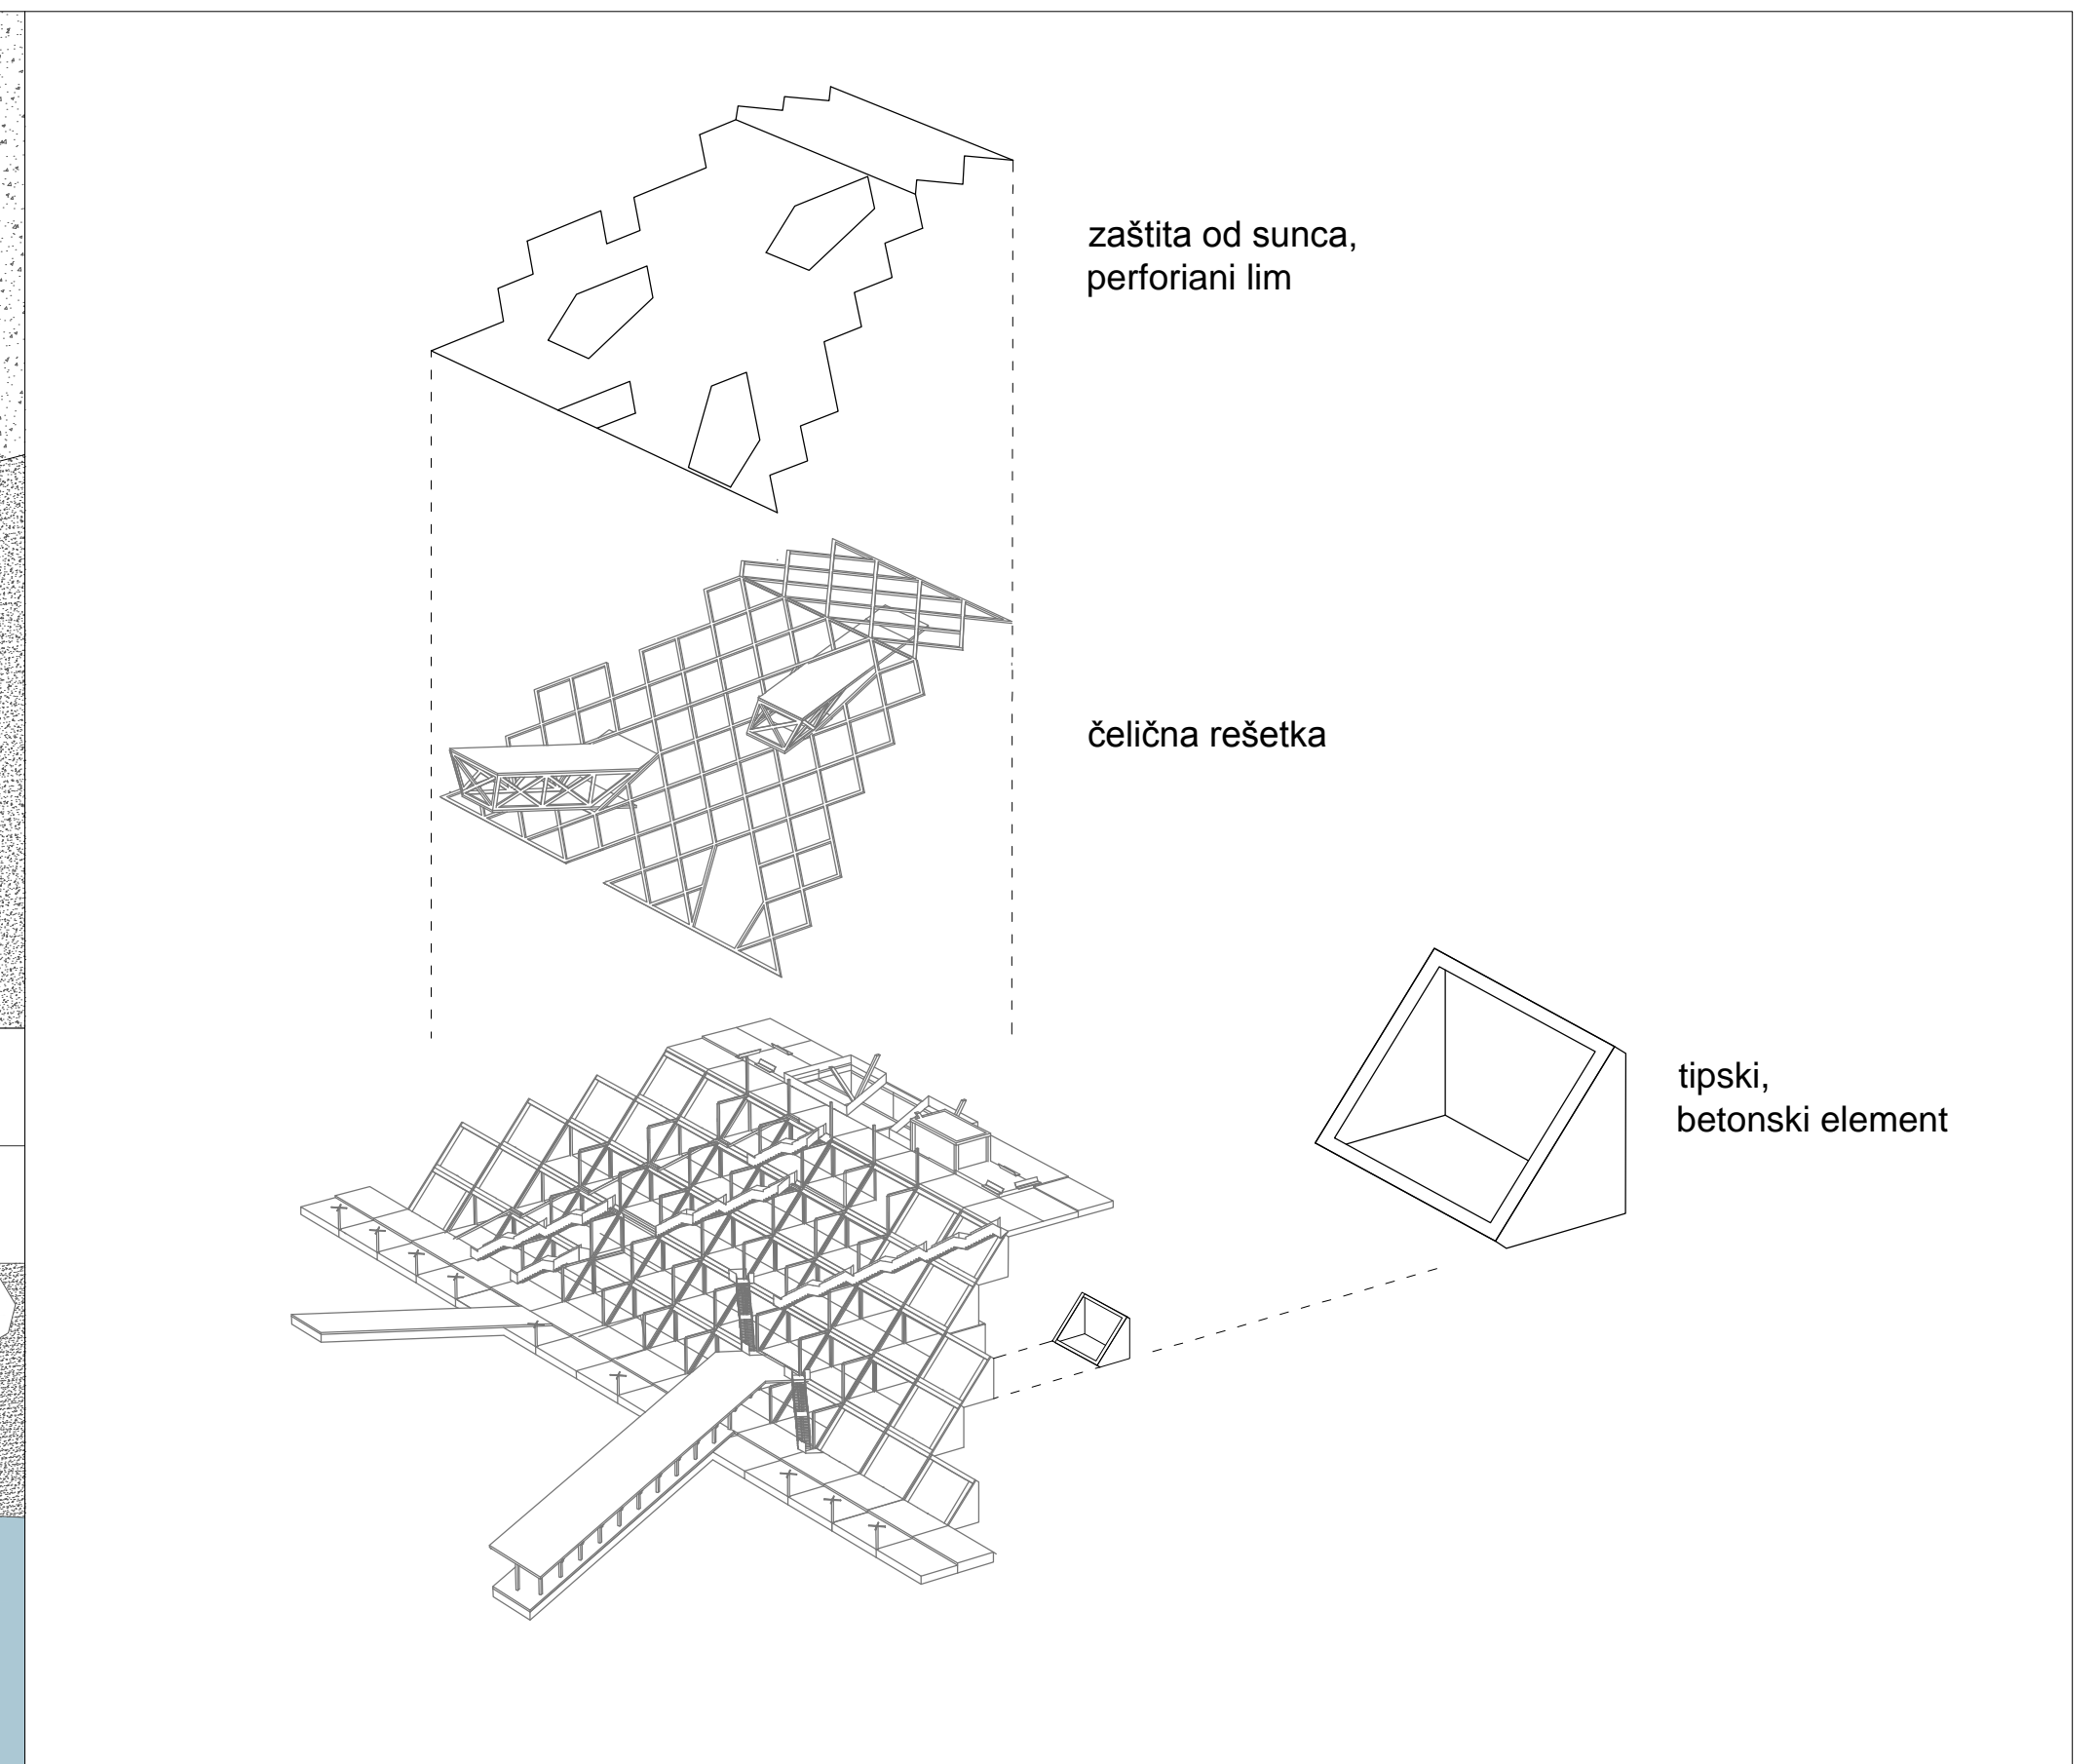 zaštita od sunca,
perforiani lim
čelična rešetka
tipski,
betonski element